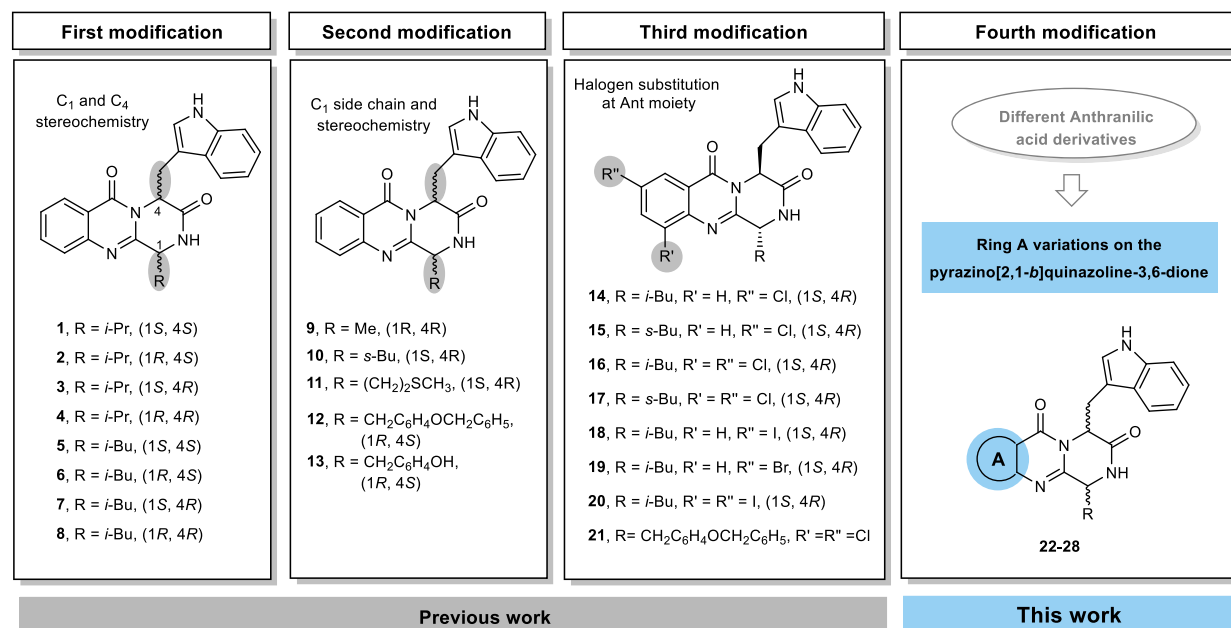 First modification
C1 and C4
stereochemistry
H
N
O
4
O
N
NH
N
1
R
1, R = i-Pr, (1S, 4S)
2, R = i-Pr, (1R, 4S)
3, R = i-Pr, (1S, 4R)
4, R = i-Pr, (1R, 4R)
5, R = i-Bu, (1S, 4S)
6, R = i-Bu, (1R, 4S)
7, R = i-Bu, (1S, 4R)
8, R = i-Bu, (1R, 4R)
Second modification
C1 side chain and
stereochemistry
H
N
O
O
N
NH
N
R
9, R = Me, (1R, 4R)
10, R = s-Bu, (1S, 4R)
11, R = (CH2)2SCH3, (1S, 4R)
12, R = CH2C6H4OCH2C6H5,
(1R, 4S)
13, R = CH2C6H4OH,
(1R, 4S)
Third modification
Halogen substitution
at Ant moiety
H
N
O
R"
O
N
NH
N
R'
R
14, R = i-Bu, R' = H, R" = Cl, (1S, 4R)
15, R = s-Bu, R' = H, R" = Cl, (1S, 4R)
16, R = i-Bu, R' = R" = Cl, (1S, 4R)
17, R = s-Bu, R' = R" = Cl, (1S, 4R)
18, R = i-Bu, R' = H, R" = I, (1S, 4R)
19, R = i-Bu, R' = H, R" = Br, (1S, 4R)
20, R = i-Bu, R' = R" = I, (1S, 4R)
21, R= CH2C6H4OCH2C6H5, R' =R" =Cl
Fourth modification
Different Anthranilic
acid derivatives
Ring A variations on the
pyrazino[2,1-b]quinazoline-3,6-dione
H
N
O
O
N
A
NH
N
R
22-28
Previous work
This work